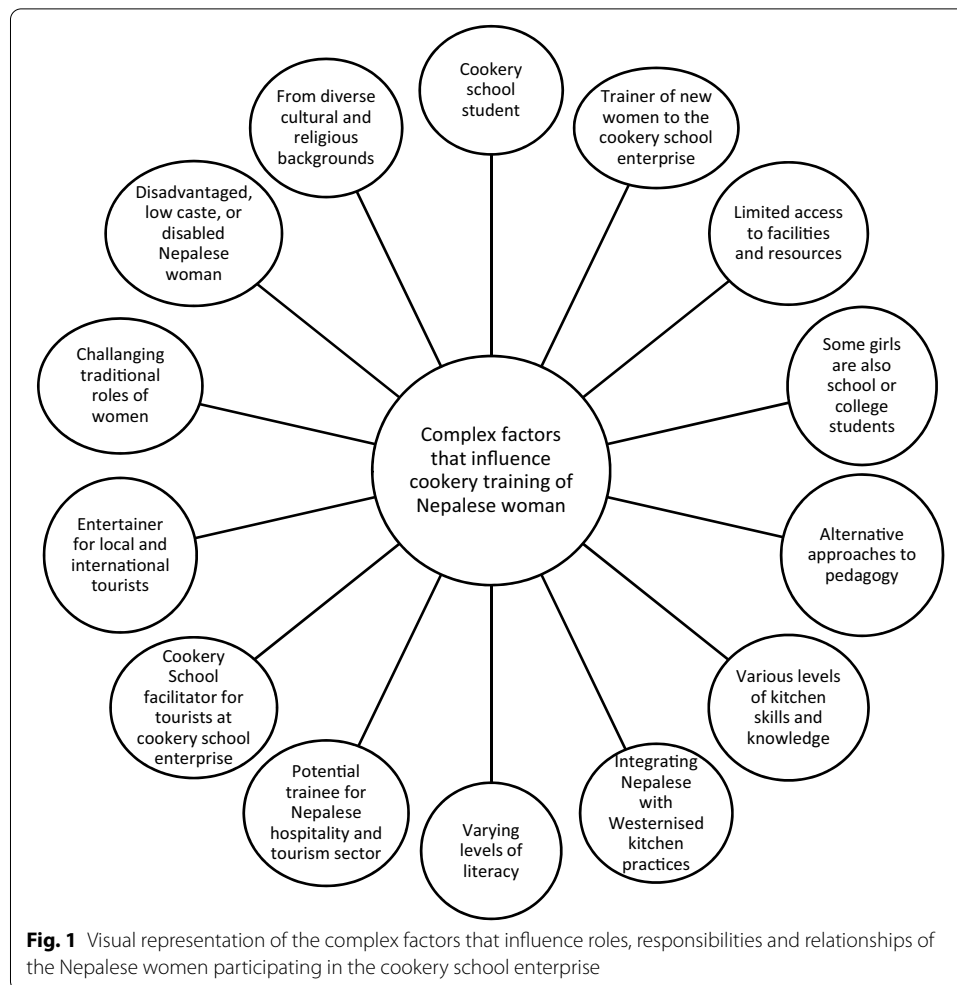 Cookery
school
student
Trainer of new
women to the
cookery school
enterprise
Limited access
to facilities
and resources
Some girls
are also
school or
college
students
Alternative
approaches to
pedagogy
Various levels
of kitchen
skills and
knowledge
Integrating
Nepalese
with
Westernised
kitchen
practices
Varying
levels of
literacy
Potential
trainee for
Nepalese
hospitality and
tourism sector
Cookery
School
facilitator for
tourists at
cookery school
enterprise
Entertainer
for local and
international
tourists
Challanging
traditional
roles of
women
Disadvantaged,
low caste, or
disabled
Nepalese
woman
From diverse
cultural and
religious
backgrounds
Complex factors
that influence
cookery training of
Nepalese woman
Fig. 1 Visual representation of the complex factors that influence roles, responsibilities and relationships of
the Nepalese women participating in the cookery school enterprise